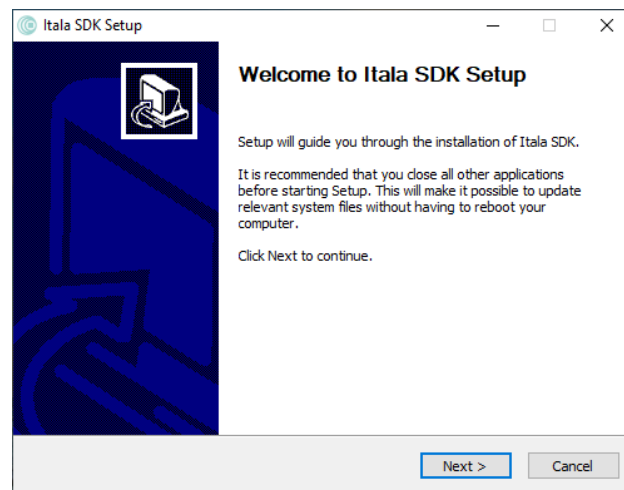 Itala SDK Setup
Welcome to Itala SDK Setup
Setup will guide you through the installation of Itala SDK.
It is recommended that you close all other applications
before starting Setup. This will make it possible to update
relevant system files without having to reboot your
computer.
Click Next to continue.
Next >
Cancel